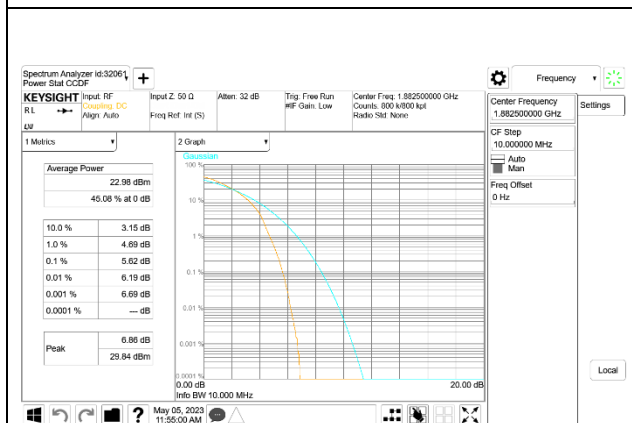 Spectrum Analyzer id:32061
Power Stat CCDF
Frequency
KEYSIGHT
RL
Input: RF
Coupling: DC
Align: Auto
Input Z: 50 Ω
Freq Ref: Int (S)
Atten: 32 dB
Trig: Free Run
#IF Gain: Low
Center Freq: 1.882500000 GHz
Counts: 800 k/800 kpt
Radio Std: None
Center Frequency
1.882500000 GHz
Settings
CF Step
10.000000 MHz
Auto
Man
Freq Offset
0 Hz
Local
1 Metrics
Average Power
22.98 dBm
45.08 % at 0 dB
10.0 % 3.15 dB
1.0 % 4.69 dB
0.1 % 5.62 dB
0.01 % 6.19 dB
0.001 % 6.69 dB
0.0001 % --- dB
Peak 6.86 dB
29.84 dBm
2 Graph
Gaussian
100 %
10 %
1 %
0.1 %
0.01 %
0.001 %
0.0001 %
0.00 dB 20.00 dB
Info BW 10.000 MHz
May 05, 2023
11:55:00 AM